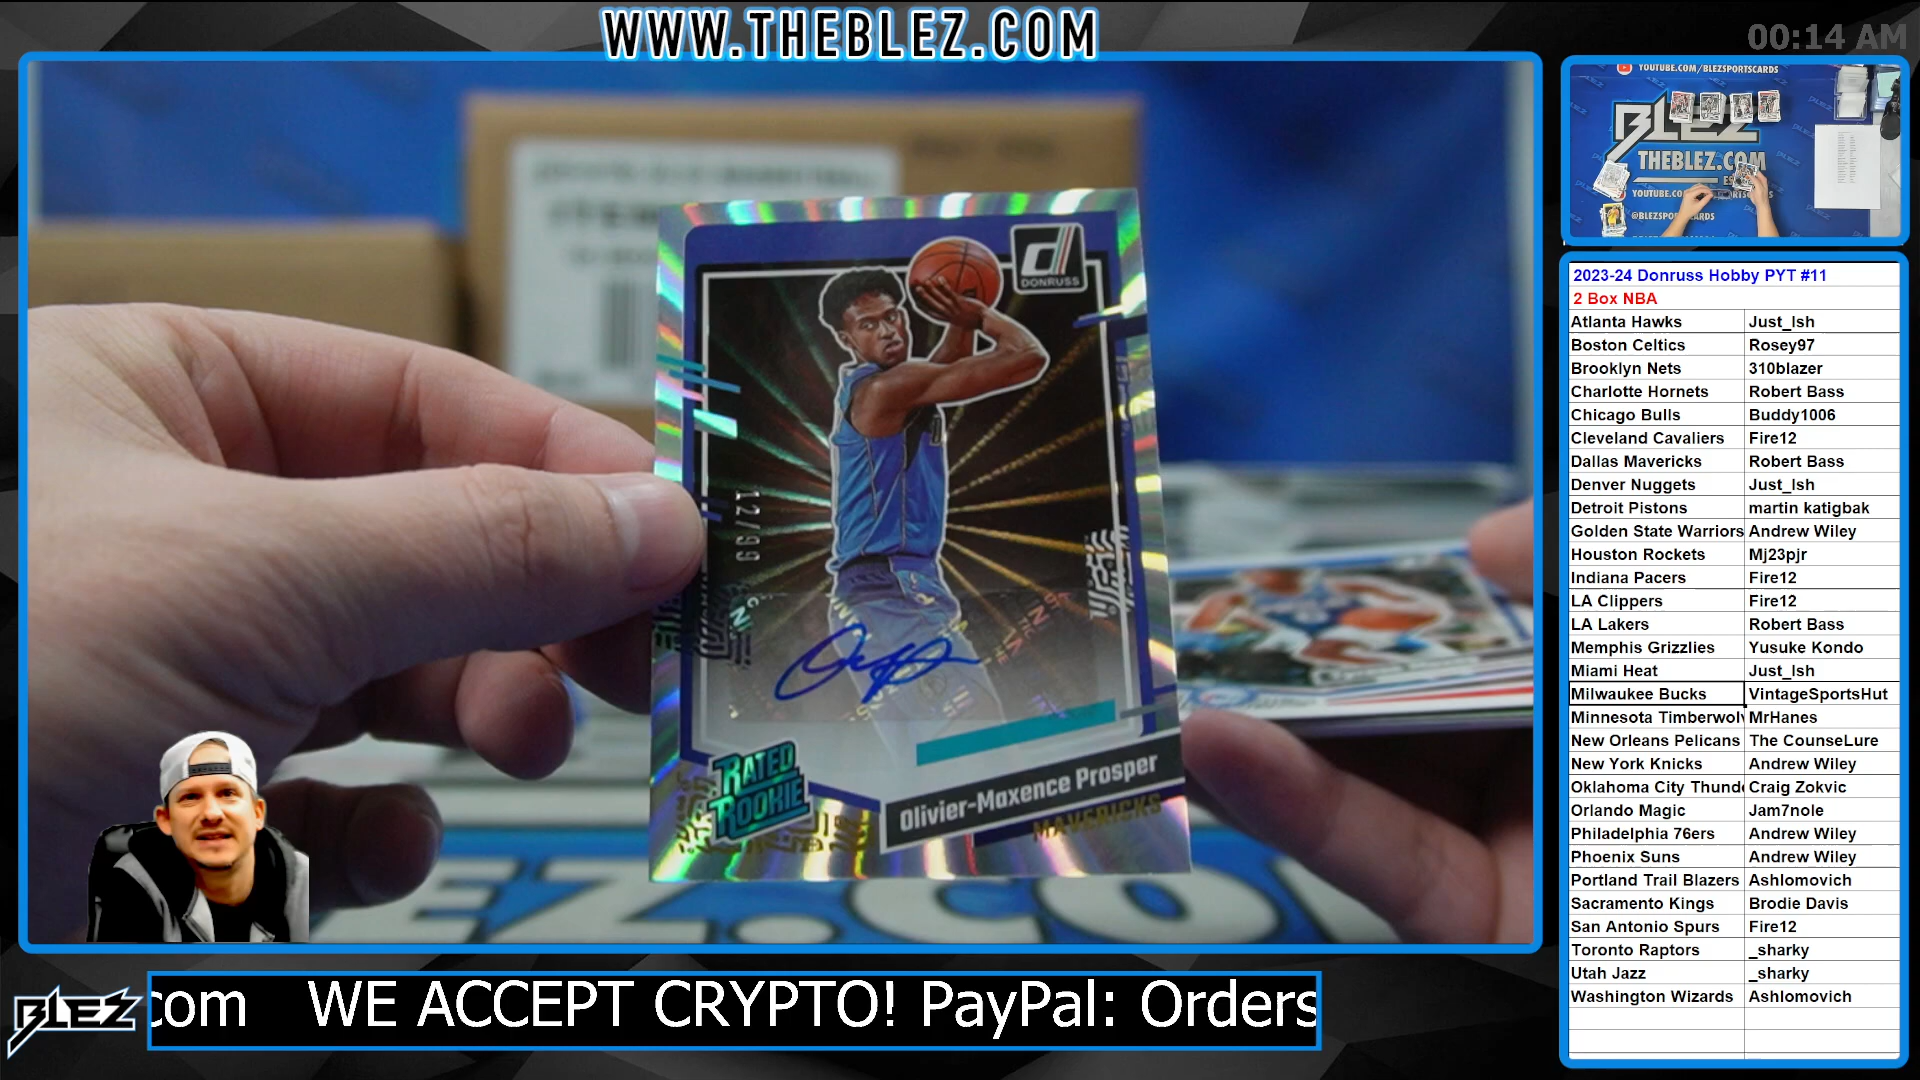 WWW.THEBLEZ.COM
00:14 AM
YOUTUBE.COM/BLEZSPORTSCARDS
BLEZ
THEBLEZ.COM
@BLEZSPO
DONRUSS
12/99
RATED
ROOKIE
Olivier-Maxence Prosper
MAVERICKS
2023-24 Donruss Hobby PYT #11
2 Box NBA
Atlanta Hawks Just_Ish
Boston Celtics Rosey97
Brooklyn Nets 310blazer
Charlotte Hornets Robert Bass
Chicago Bulls Buddy1006
Cleveland Cavaliers Fire12
Dallas Mavericks Robert Bass
Denver Nuggets Just_Ish
Detroit Pistons martin katigbak
Golden State Warriors Andrew Wiley
Houston Rockets Mj23pjr
Indiana Pacers Fire12
LA Clippers Fire12
LA Lakers Robert Bass
Memphis Grizzlies Yusuke Kondo
Miami Heat Just_Ish
Milwaukee Bucks VintageSportsHut
Minnesota Timberwol MrHanes
New Orleans Pelicans The CounseLure
New York Knicks Andrew Wiley
Oklahoma City Thund Craig Zokvic
Orlando Magic Jam7nole
Philadelphia 76ers Andrew Wiley
Phoenix Suns Andrew Wiley
Portland Trail Blazers Ashlomovich
Sacramento Kings Brodie Davis
San Antonio Spurs Fire12
Toronto Raptors _sharky
Utah Jazz _sharky
Washington Wizards Ashlomovich
BLEZ
com WE ACCEPT CRYPTO! PayPal: Orders